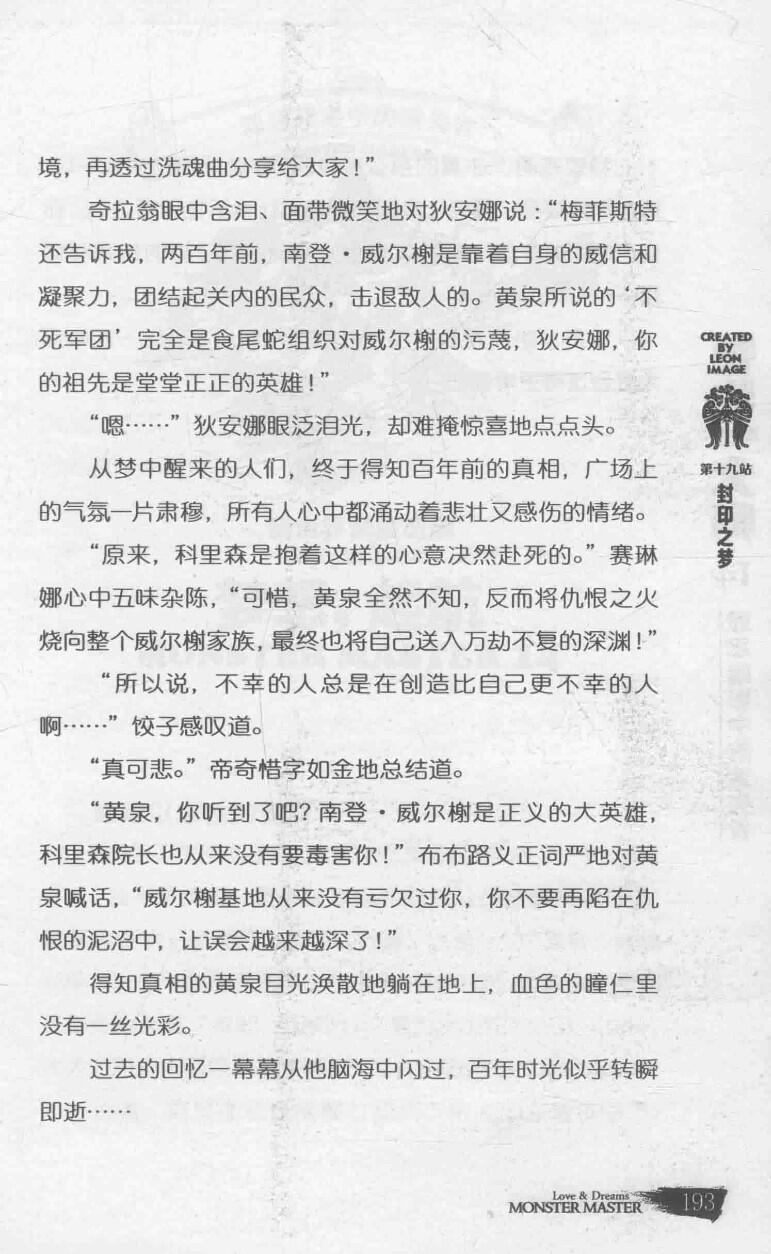 境，再透过洗魂曲分享给大家！”
奇拉翁眼中含泪、面带微笑地对狄安娜说：“梅菲斯特
还告诉我，两百年前，南登·威尔榭是靠着自身的威信和
凝聚力，团结起关内的民众，击退敌人的。黄泉所说的‘不
死军团’完全是食尾蛇组织对威尔榭的污蔑，狄安娜，你
的祖先是堂堂正正的英雄！”
“嗯……”狄安娜眼泛泪光，却难掩惊喜地点点头。
从梦中醒来的人们，终于得知百年前的真相，广场上
的气氛一片肃穆，所有人心中都涌动着悲壮又感伤的情绪。
“原来，科里森是抱着这样的心意决然赴死的。”赛琳
娜心中五味杂陈，“可惜，黄泉全然不知，反而将仇恨之火
烧向整个威尔榭家族，最终也将自己送入万劫不复的深渊！”
“所以说，不幸的人总是在创造比自己更不幸的人
啊……”饺子感叹道。
“真可悲。”帝奇惜字如金地总结道。
“黄泉，你听到了吧？南登·威尔榭是正义的大英雄，
科里森院长也从来没有要毒害你！”布布路义正词严地对黄
泉喊话，“威尔榭基地从来没有亏欠过你，你不要再陷在仇
恨的泥沼中，让误会越来越深了！”
得知真相的黄泉目光涣散地躺在地上，血色的瞳仁里
没有一丝光彩。
过去的回忆一幕幕从他脑海中闪过，百年时光似乎转瞬
即逝……
CREATED
BY
LEON
IMAGE
第十九站
封印之梦
Love & Dreams
MONSTER MASTER
193